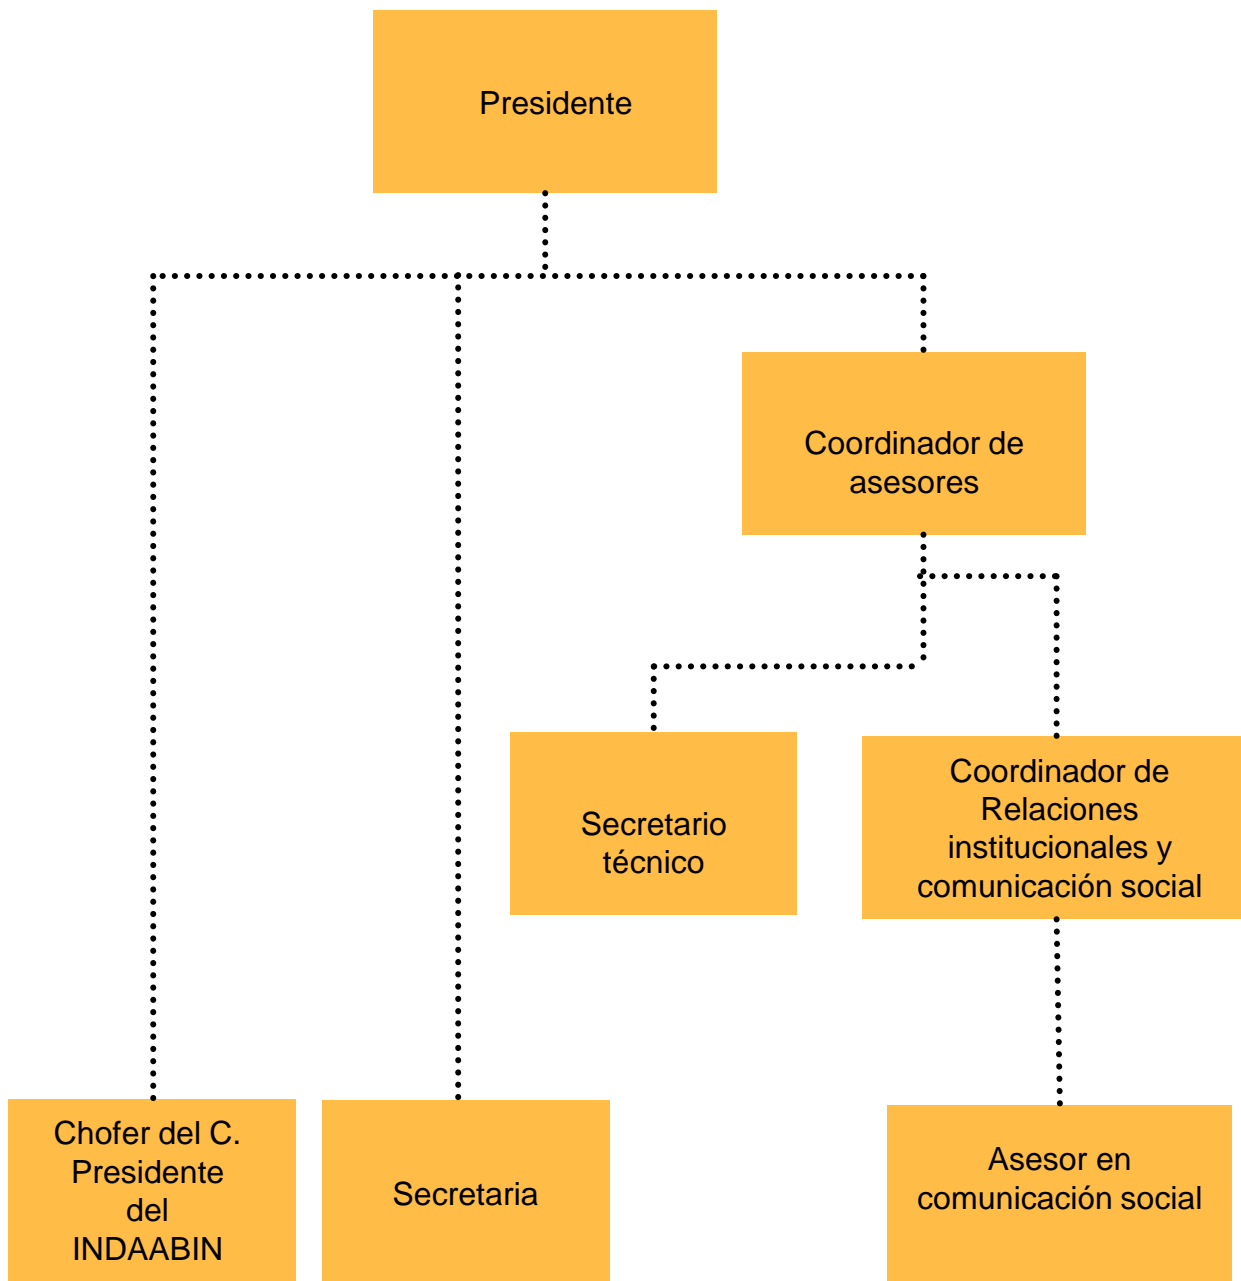 Presidente
Coordinador de
asesores
Secretario
técnico
Coordinador de
Relaciones
institucionales y
comunicación social
Chofer del C.
Presidente
del
INDAABIN
Secretaria
Asesor en
comunicación social